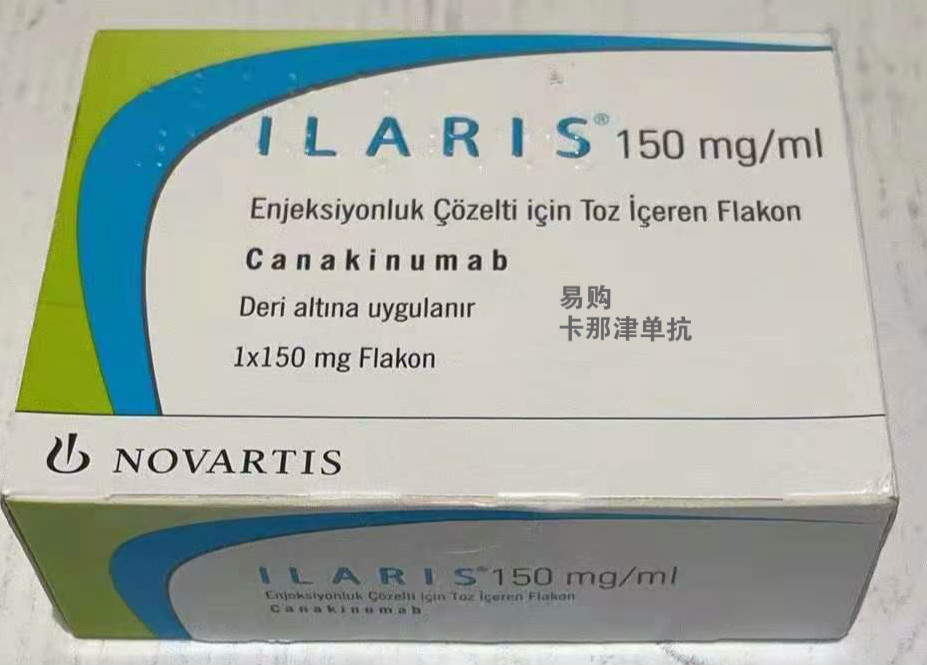 ILARIS® 150 mg/ml
Enjeksiyonluk Çözelti için Toz İçeren Flakon
Canakinumab
Deri altına uygulanır
易购
卡那津单抗
1x150 mg Flakon
NOVARTIS
ILARIS® 150 mg/ml
Enjeksiyonluk Çözelti için Toz İçeren Flakon
Canakinumab